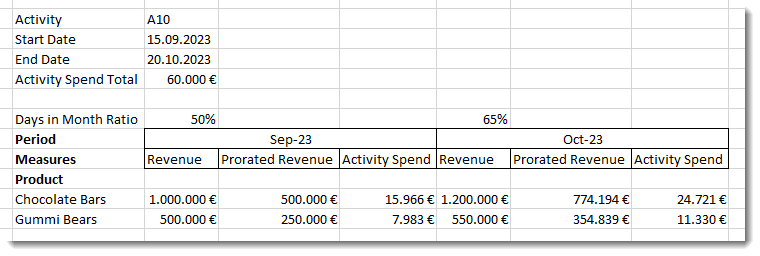 Activity A10
Start Date 15.09.2023
End Date 20.10.2023
Activity Spend Total 60.000 €
Days in Month Ratio 50% 65%
Period Sep-23 Oct-23
Measures Revenue Prorated Revenue Activity Spend Revenue Prorated Revenue Activity Spend
Product
Chocolate Bars 1.000.000 € 500.000 € 15.966 € 1.200.000 € 774.194 € 24.721 €
Gummi Bears 500.000 € 250.000 € 7.983 € 550.000 € 354.839 € 11.330 €